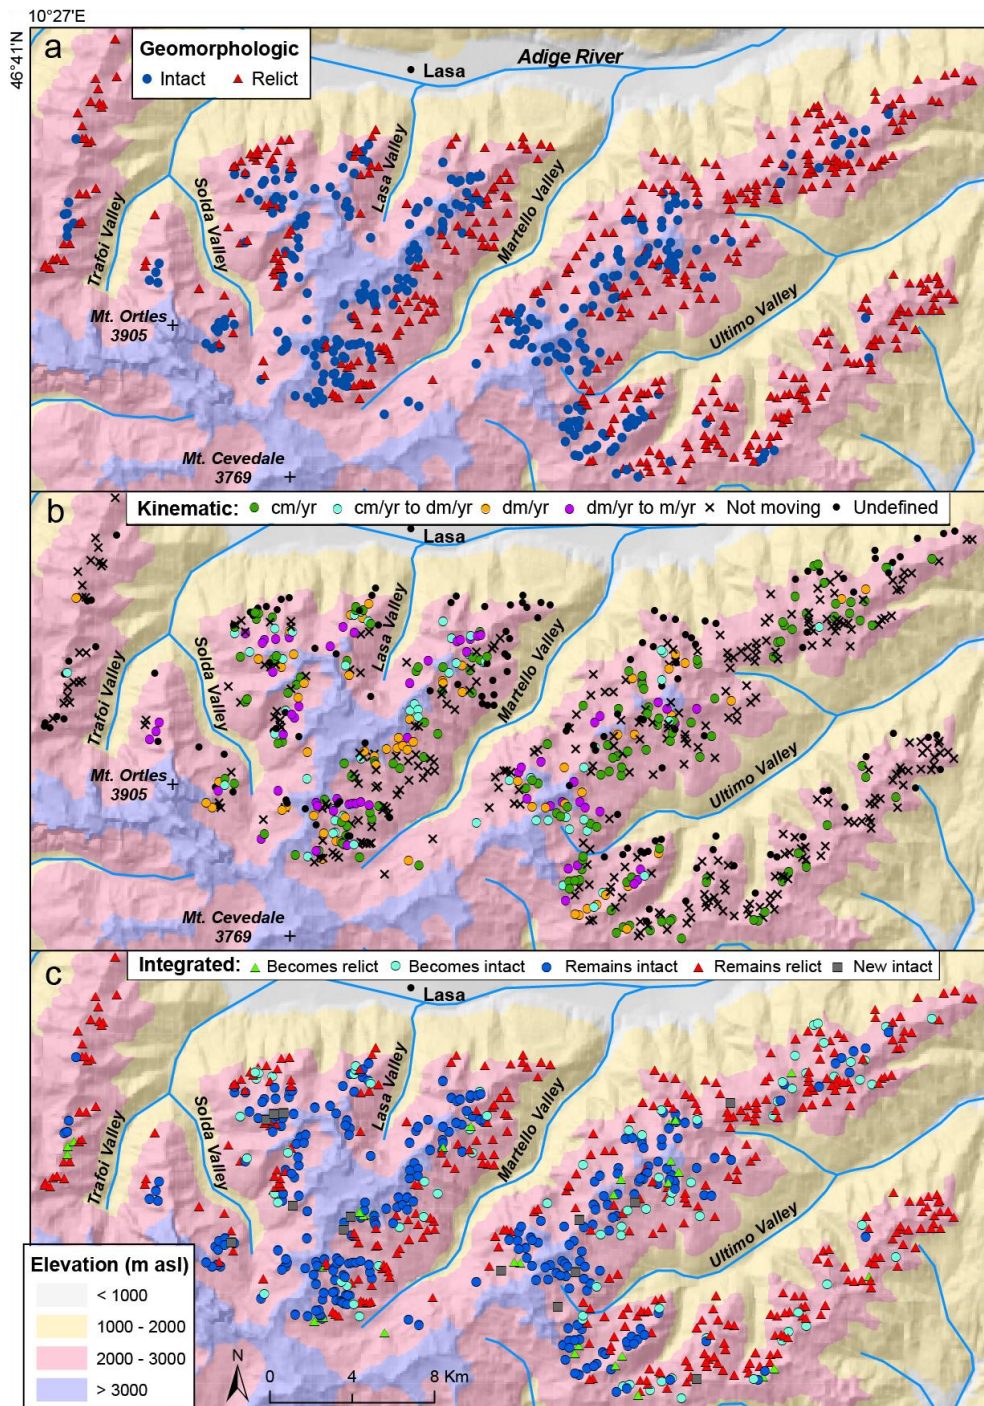 10°27'E
46°41'N
a
Geomorphologic
Intact
Relict
Adige River
Lasa
Lasa Valley
Trafoi Valley
Solda Valley
Martello Valley
Mt. Ortles
3905
Ultimo Valley
Mt. Cevedale
3769
b
Kinematic: cm/yr cm/yr to dm/yr dm/yr dm/yr to m/yr Not moving Undefined
Lasa
Lasa Valley
Trafoi Valley
Solda Valley
Martello Valley
Mt. Ortles
3905
Ultimo Valley
Mt. Cevedale
3769
c
Integrated: Becomes relict Becomes intact Remains intact Remains relict New intact
Lasa
Lasa Valley
Trafoi Valley
Solda Valley
Martello Valley
Ultimo Valley
Elevation (m asl)
< 1000
1000 - 2000
2000 - 3000
> 3000
N
0 4 8 Km